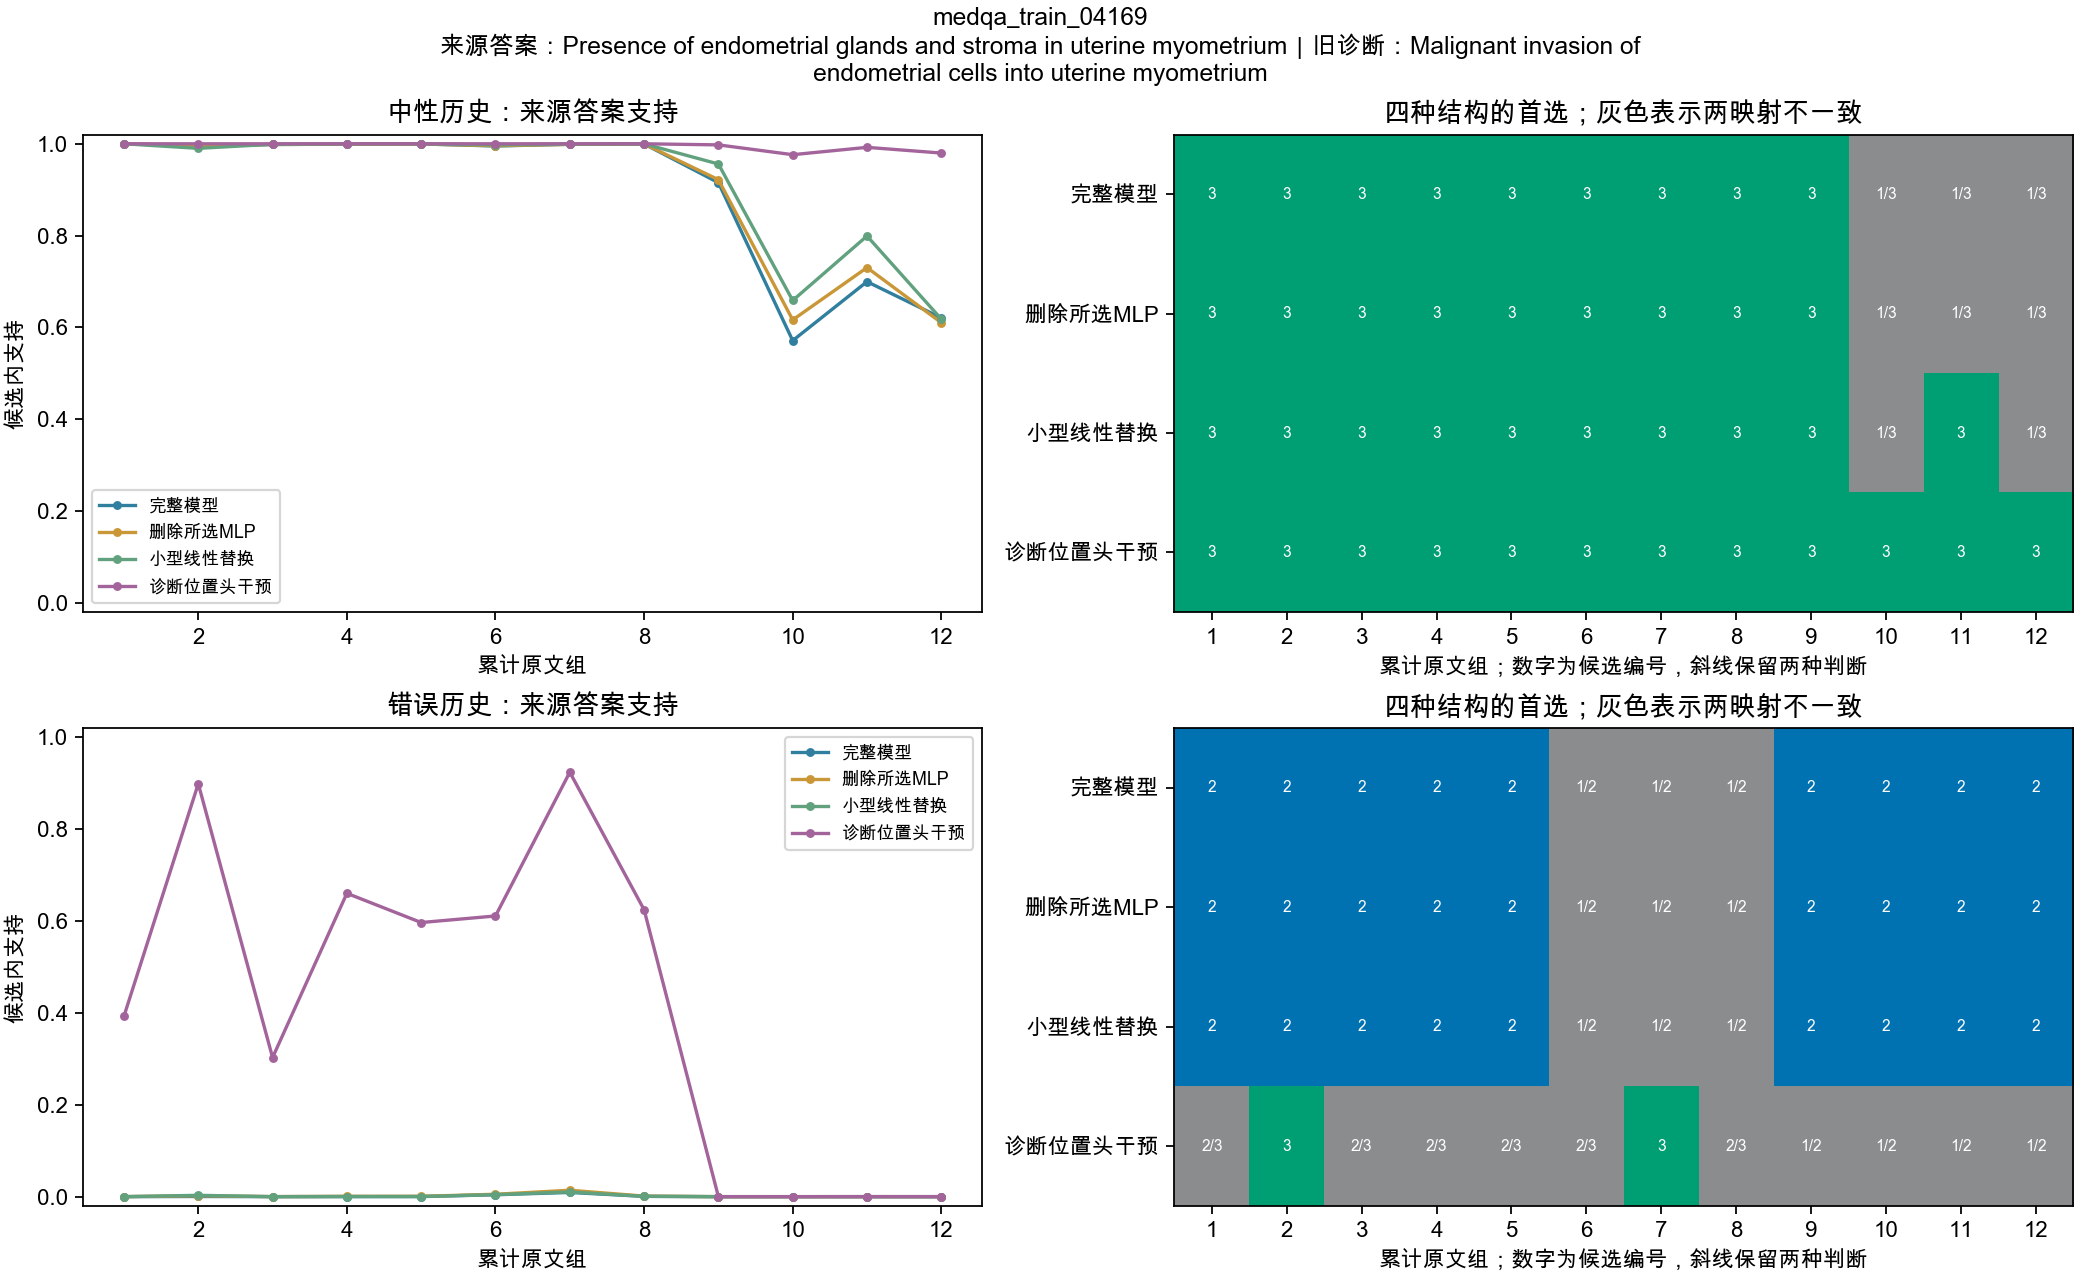 medqa_train_04169
来源答案：Presence of endometrial glands and stroma in uterine myometrium | 旧诊断：Malignant invasion of
endometrial cells into uterine myometrium
中性历史：来源答案支持
候选内支持
1.0
0.8
0.6
0.4
0.2
0.0
完整模型
删除所选MLP
小型线性替换
诊断位置头干预
2 4 6 8 10 12
累计原文组
四种结构的首选；灰色表示两映射不一致
完整模型 3 3 3 3 3 3 3 3 3 1/3 1/3 1/3
删除所选MLP 3 3 3 3 3 3 3 3 3 1/3 1/3 1/3
小型线性替换 3 3 3 3 3 3 3 3 3 1/3 3 1/3
诊断位置头干预 3 3 3 3 3 3 3 3 3 3 3 3
1 2 3 4 5 6 7 8 9 10 11 12
累计原文组；数字为候选编号，斜线保留两种判断
错误历史：来源答案支持
候选内支持
1.0
0.8
0.6
0.4
0.2
0.0
完整模型
删除所选MLP
小型线性替换
诊断位置头干预
2 4 6 8 10 12
累计原文组
四种结构的首选；灰色表示两映射不一致
完整模型 2 2 2 2 2 1/2 1/2 1/2 2 2 2 2
删除所选MLP 2 2 2 2 2 1/2 1/2 1/2 2 2 2 2
小型线性替换 2 2 2 2 2 1/2 1/2 1/2 2 2 2 2
诊断位置头干预 2/3 3 2/3 2/3 2/3 2/3 3 2/3 1/2 1/2 1/2 1/2
1 2 3 4 5 6 7 8 9 10 11 12
累计原文组；数字为候选编号，斜线保留两种判断